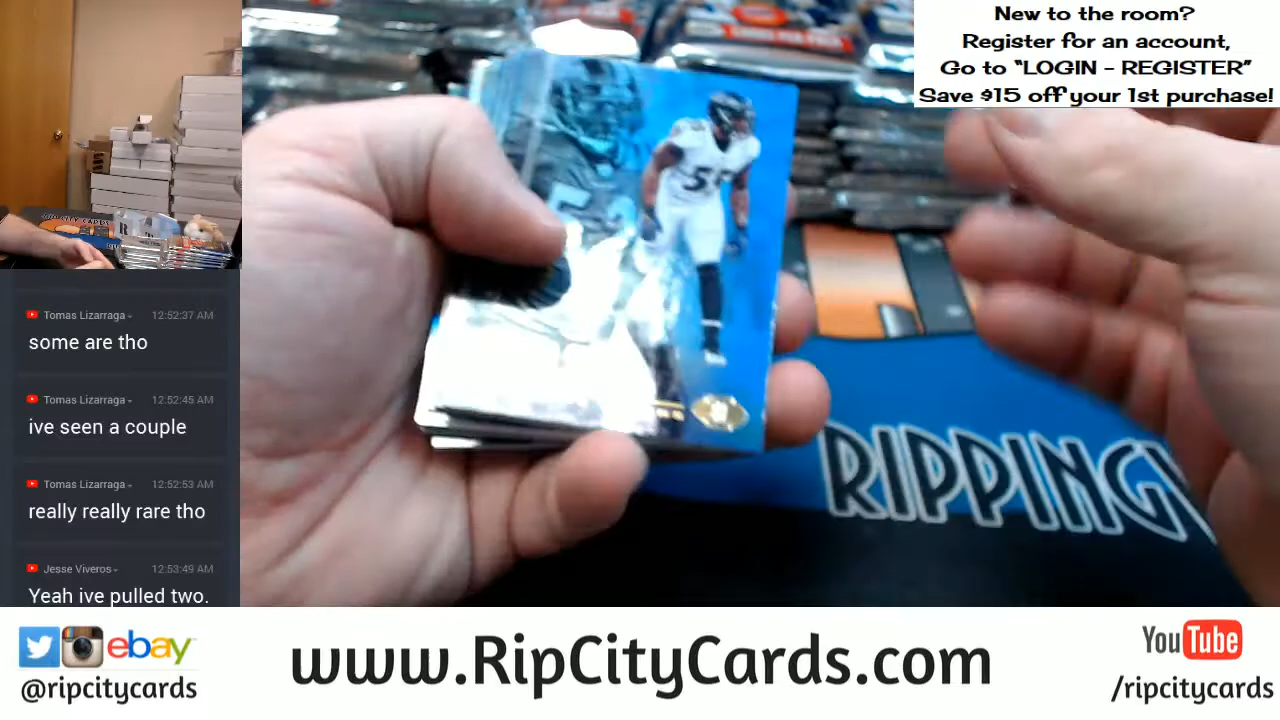 New to the room?
Register for an account,
Go to “LOGIN - REGISTER”
Save $15 off your 1st purchase!
Tomas Lizarraga
12:52:37 AM
some are tho
Tomas Lizarraga
12:52:45 AM
ive seen a couple
Tomas Lizarraga
12:52:53 AM
really really rare tho
Jesse Viveros
12:53:49 AM
Yeah ive pulled two.
RIPPING
ebay
@ripcitycards
www.RipCityCards.com
YouTube
/ripcitycards